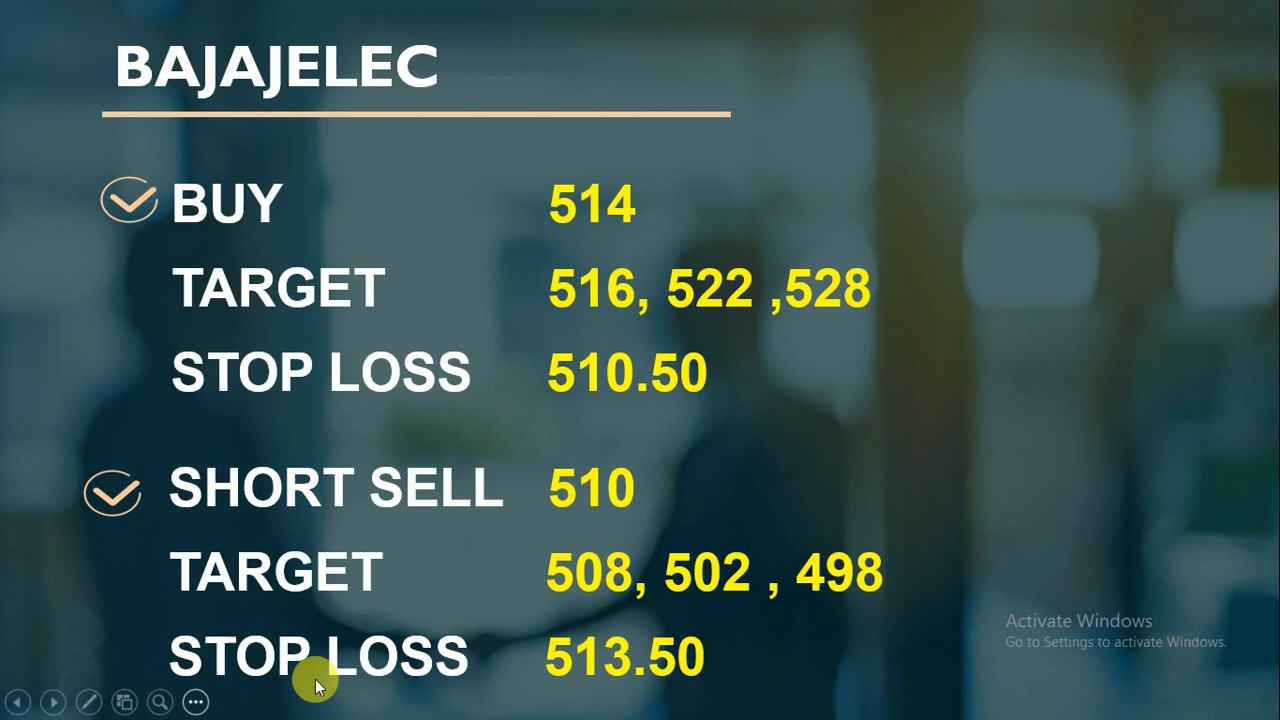 BAJAJELEC
BUY 514
TARGET 516, 522 ,528
STOP LOSS 510.50
SHORT SELL 510
TARGET 508, 502 , 498
STOP LOSS 513.50
Activate Windows
Go to Settings to activate Windows.